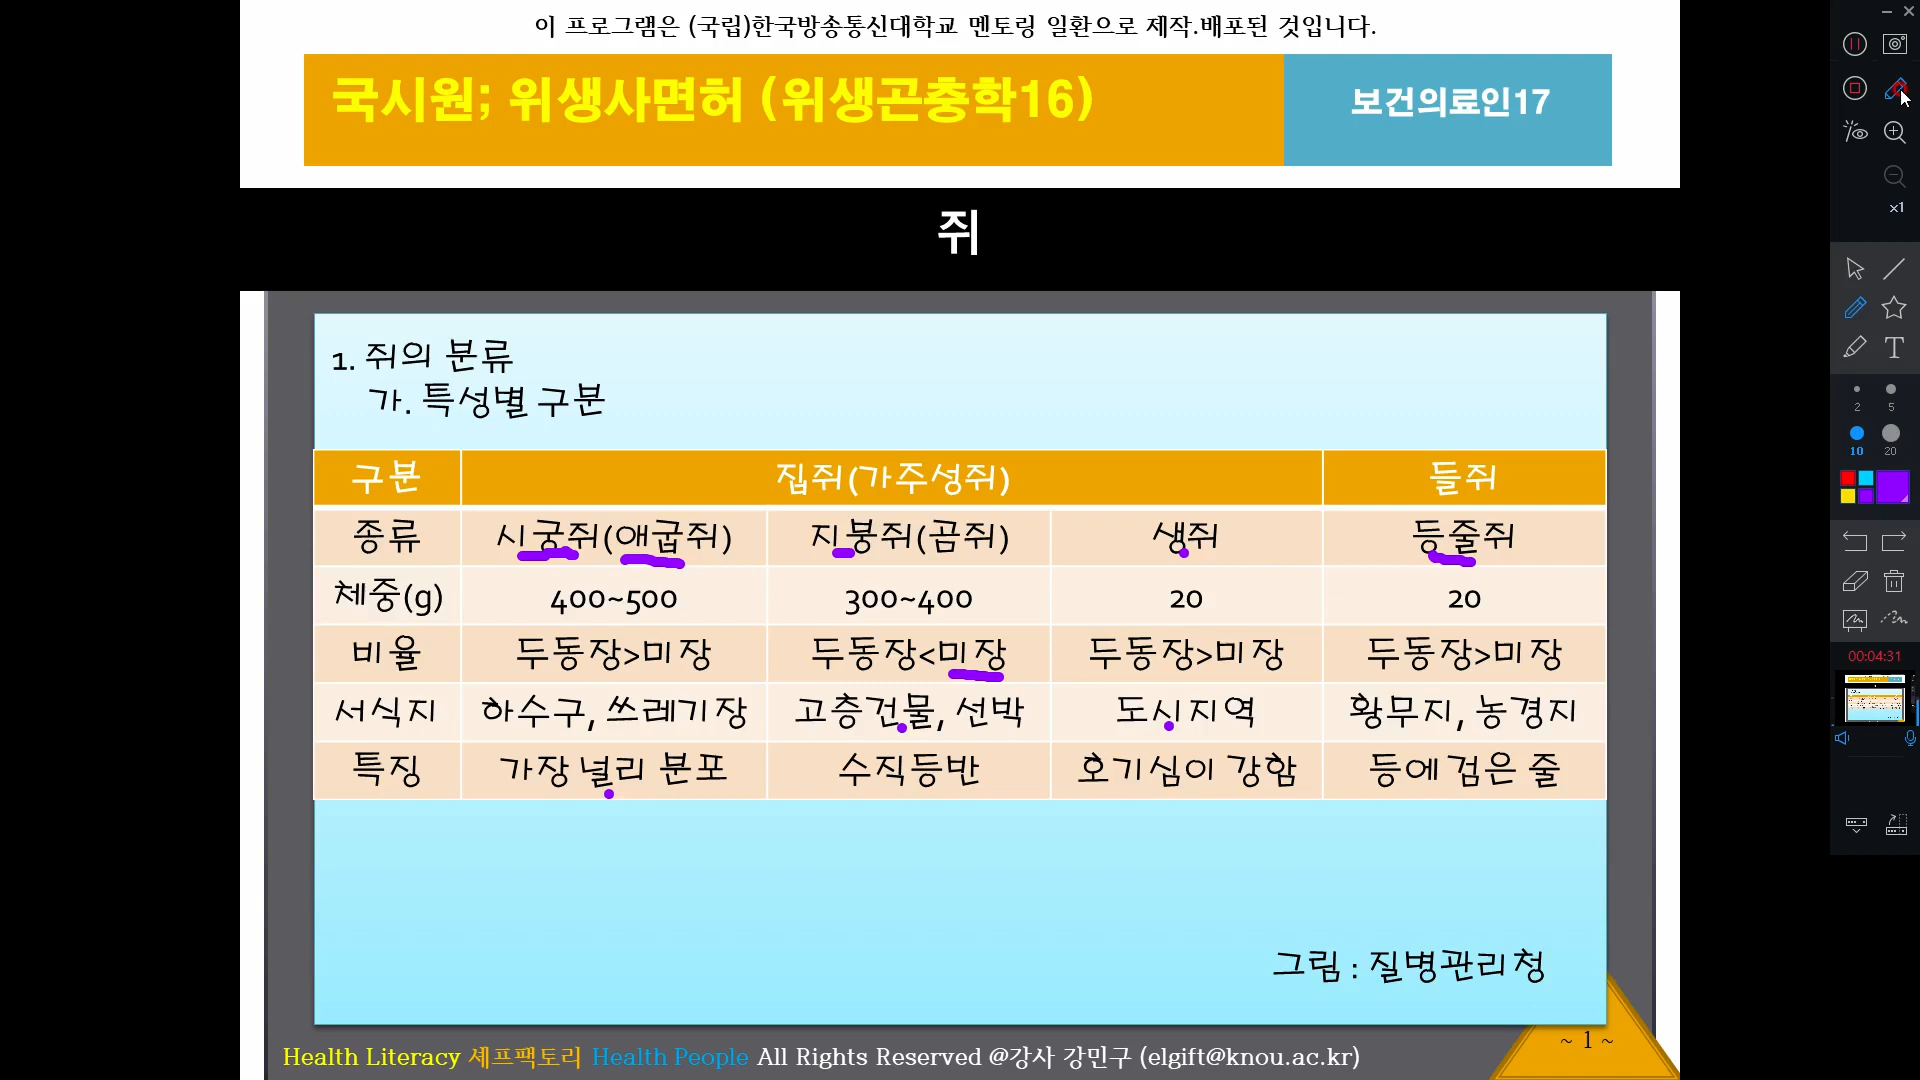 이 프로그램은 (국립)한국방송통신대학교 멘토링 일환으로 제작.배포된 것입니다.
국시원; 위생사면허 (위생곤충학16)
보건의료인17
쥐
1. 쥐의 분류
가. 특성별 구분
구분 집쥐(가주성쥐) 들쥐
종류 시궁쥐(애굽쥐) 지붕쥐(곰쥐) 생쥐 등줄쥐
체중(g) 400~500 300~400 20 20
비율 두동장>미장 두동장<미장 두동장>미장 두동장>미장
서식지 하수구, 쓰레기장 고층건물, 선박 도시지역 황무지, 농경지
특징 가장 널리 분포 수직등반 호기심이 강함 등에 검은 줄
그림 : 질병관리청
~ 1 ~
Health Literacy 셰프팩토리 Health People All Rights Reserved @강사 강민구 (elgift@knou.ac.kr)
x1
T
2 5
10 20
00:04:31